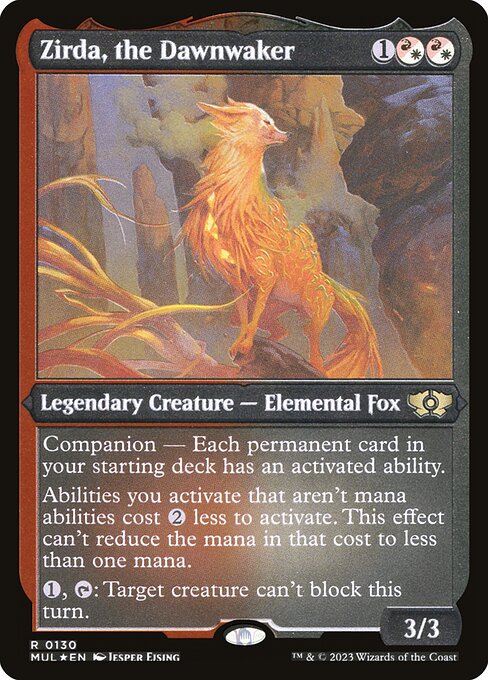 Zirda, the Dawnwaker 1
Legendary Creature — Elemental Fox
Companion — Each permanent card in
your starting deck has an activated ability.
Abilities you activate that aren't mana
abilities cost 2 less to activate. This effect
can't reduce the mana in that cost to less
than one mana.
1, : Target creature can't block this
turn.
3/3
R 0130
MUL★EN Jesper Eising
™ & © 2023 Wizards of the Coast